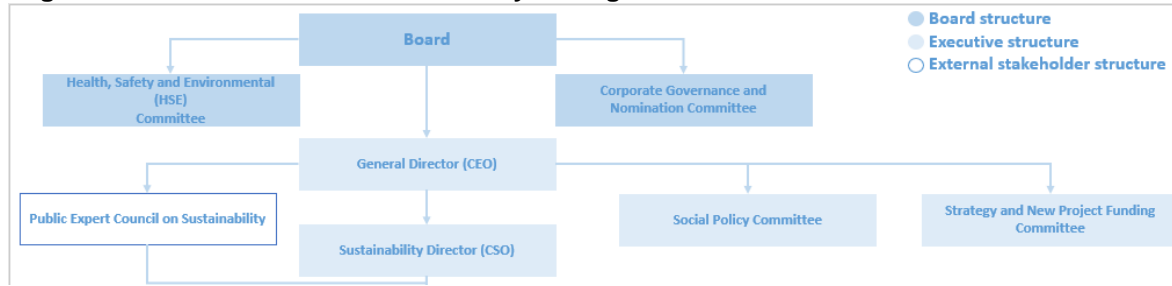 Board
Board structure
Executive structure
External stakeholder structure
Health, Safety and Environmental
(HSE)
Committee
Corporate Governance and
Nomination Committee
General Director (CEO)
Public Expert Council on Sustainability
Sustainability Director (CSO)
Social Policy Committee
Strategy and New Project Funding
Committee